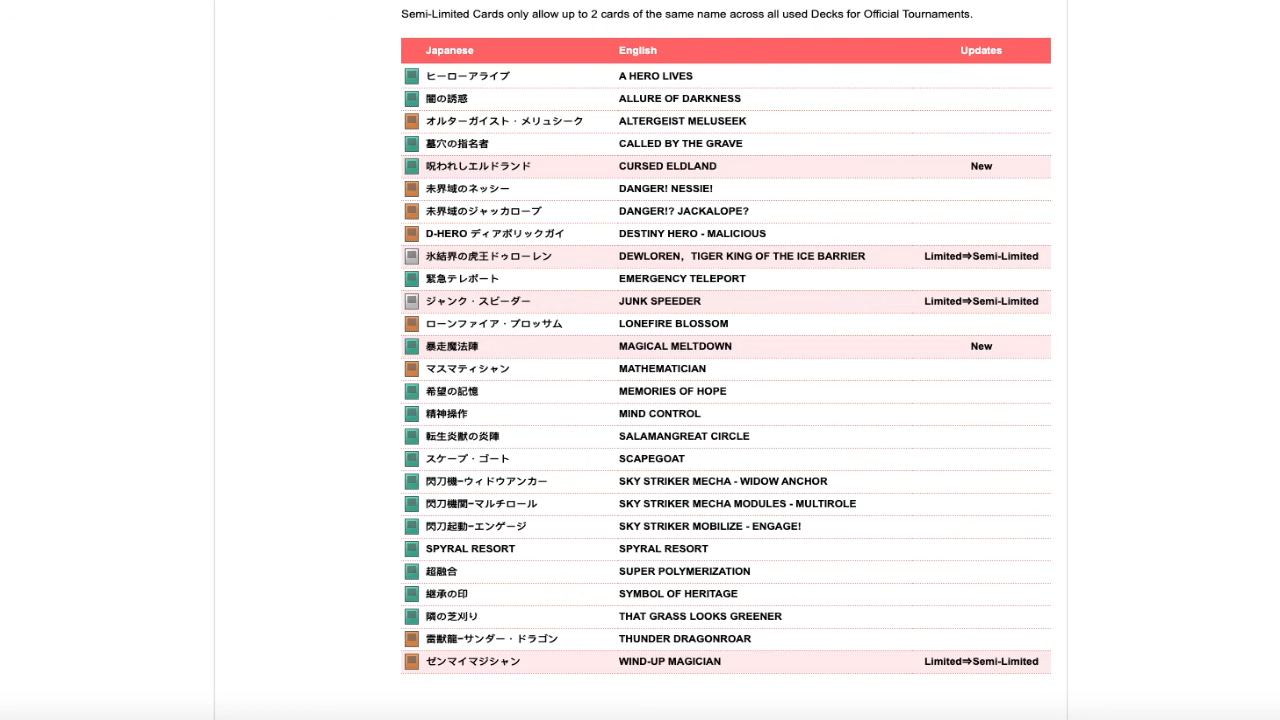 Semi-Limited Cards only allow up to 2 cards of the same name across all used Decks for Official Tournaments.
Japanese English Updates
ヒーローアライブ A HERO LIVES
闇の誘惑 ALLURE OF DARKNESS
オルターガイスト・メリュシーク ALTERGEIST MELUSEEK
墓穴の指名者 CALLED BY THE GRAVE
呪われしエルドランド CURSED ELDLAND New
未界域のネッシー DANGER! NESSIE!
未界域のジャッカロープ DANGER!? JACKALOPE?
D-HERO ディアボリックガイ DESTINY HERO - MALICIOUS
氷結界の虎王ドゥローレン DEWLOREN, TIGER KING OF THE ICE BARRIER Limited⇒Semi-Limited
緊急テレポート EMERGENCY TELEPORT
ジャンク・スピーダー JUNK SPEEDER Limited⇒Semi-Limited
ローンファイア・ブロッサム LONEFIRE BLOSSOM
暴走魔法陣 MAGICAL MELTDOWN New
マスマティシャン MATHEMATICIAN
希望の記憶 MEMORIES OF HOPE
精神操作 MIND CONTROL
転生炎獣の炎陣 SALAMANGREAT CIRCLE
スケープ・ゴート SCAPEGOAT
閃刀機-ウィドウアンカー SKY STRIKER MECHA - WIDOW ANCHOR
閃刀機関-マルチロール SKY STRIKER MECHA MODULES - MULTIROLE
閃刀起動-エンゲージ SKY STRIKER MOBILIZE - ENGAGE!
SPYRAL RESORT SPYRAL RESORT
超融合 SUPER POLYMERIZATION
継承の印 SYMBOL OF HERITAGE
隣の芝刈り THAT GRASS LOOKS GREENER
雷獣龍-サンダー・ドラゴン THUNDER DRAGONROAR
ゼンマイマジシャン WIND-UP MAGICIAN Limited⇒Semi-Limited